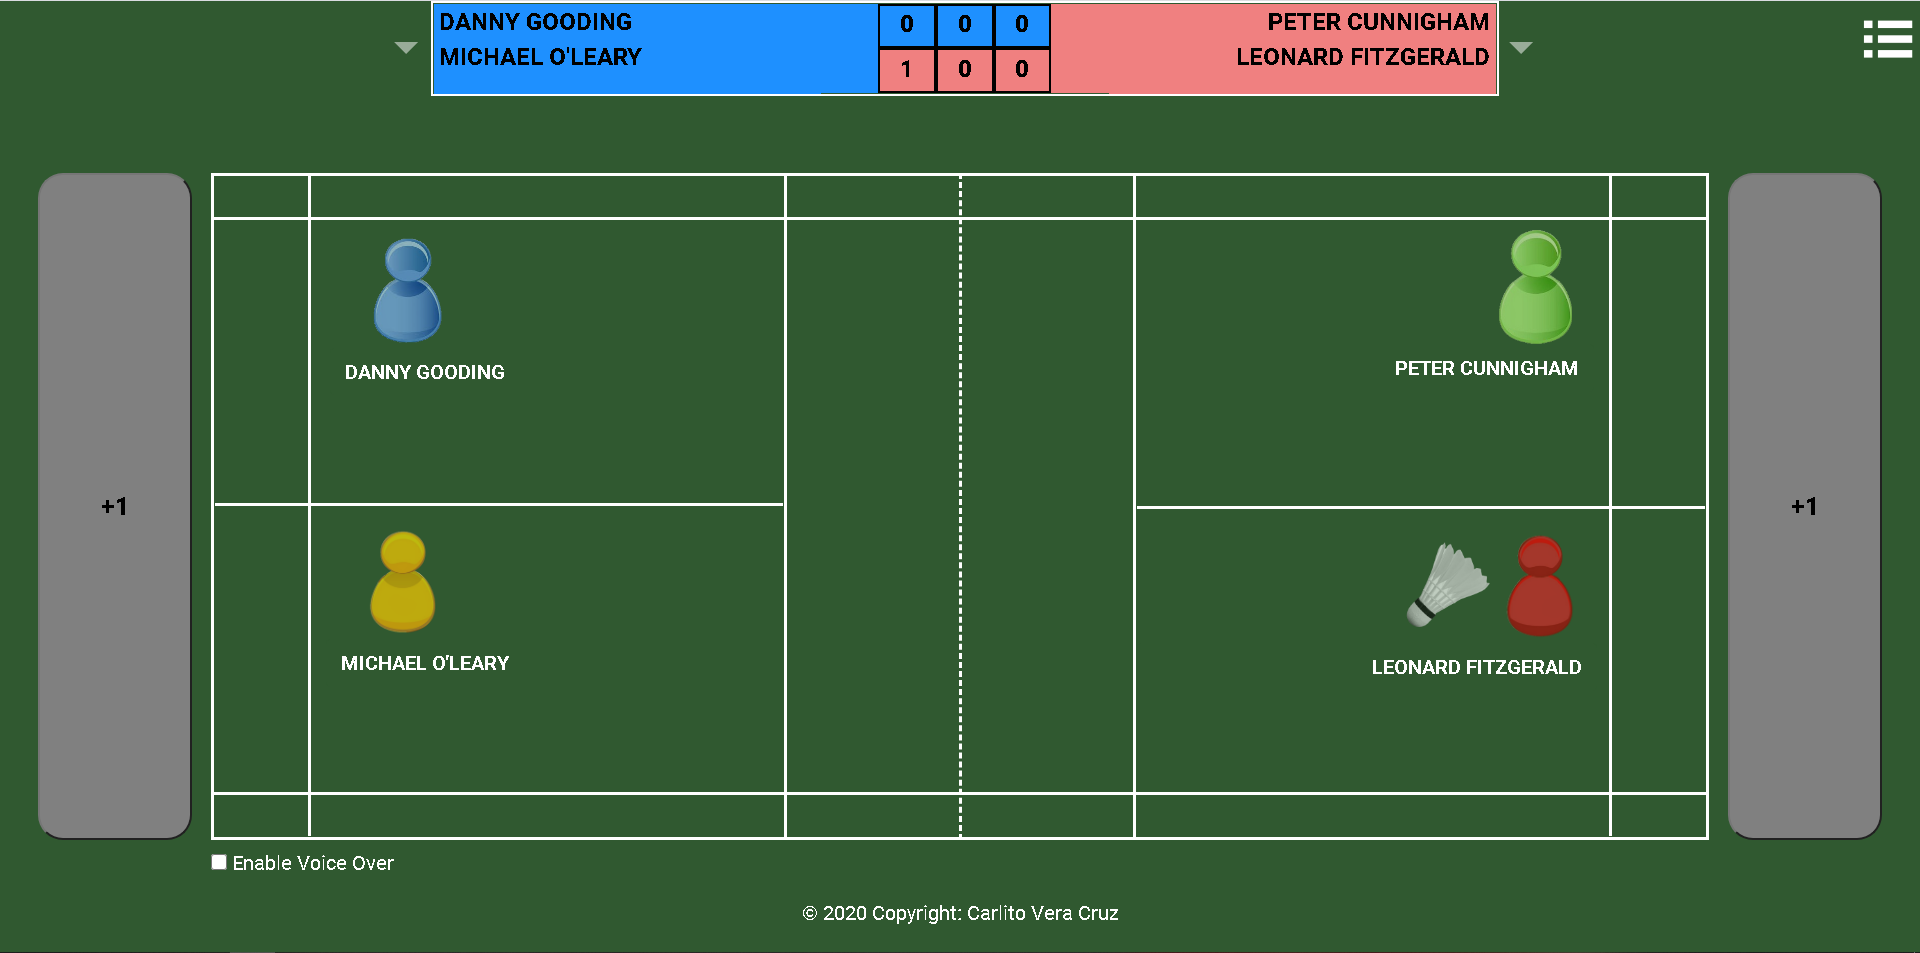 DANNY GOODING
MICHAEL O'LEARY
0 0 0
1 0 0
PETER CUNNIGHAM
LEONARD FITZGERALD
+1
DANNY GOODING
PETER CUNNIGHAM
+1
MICHAEL O'LEARY
LEONARD FITZGERALD
Enable Voice Over
© 2020 Copyright: Carlito Vera Cruz